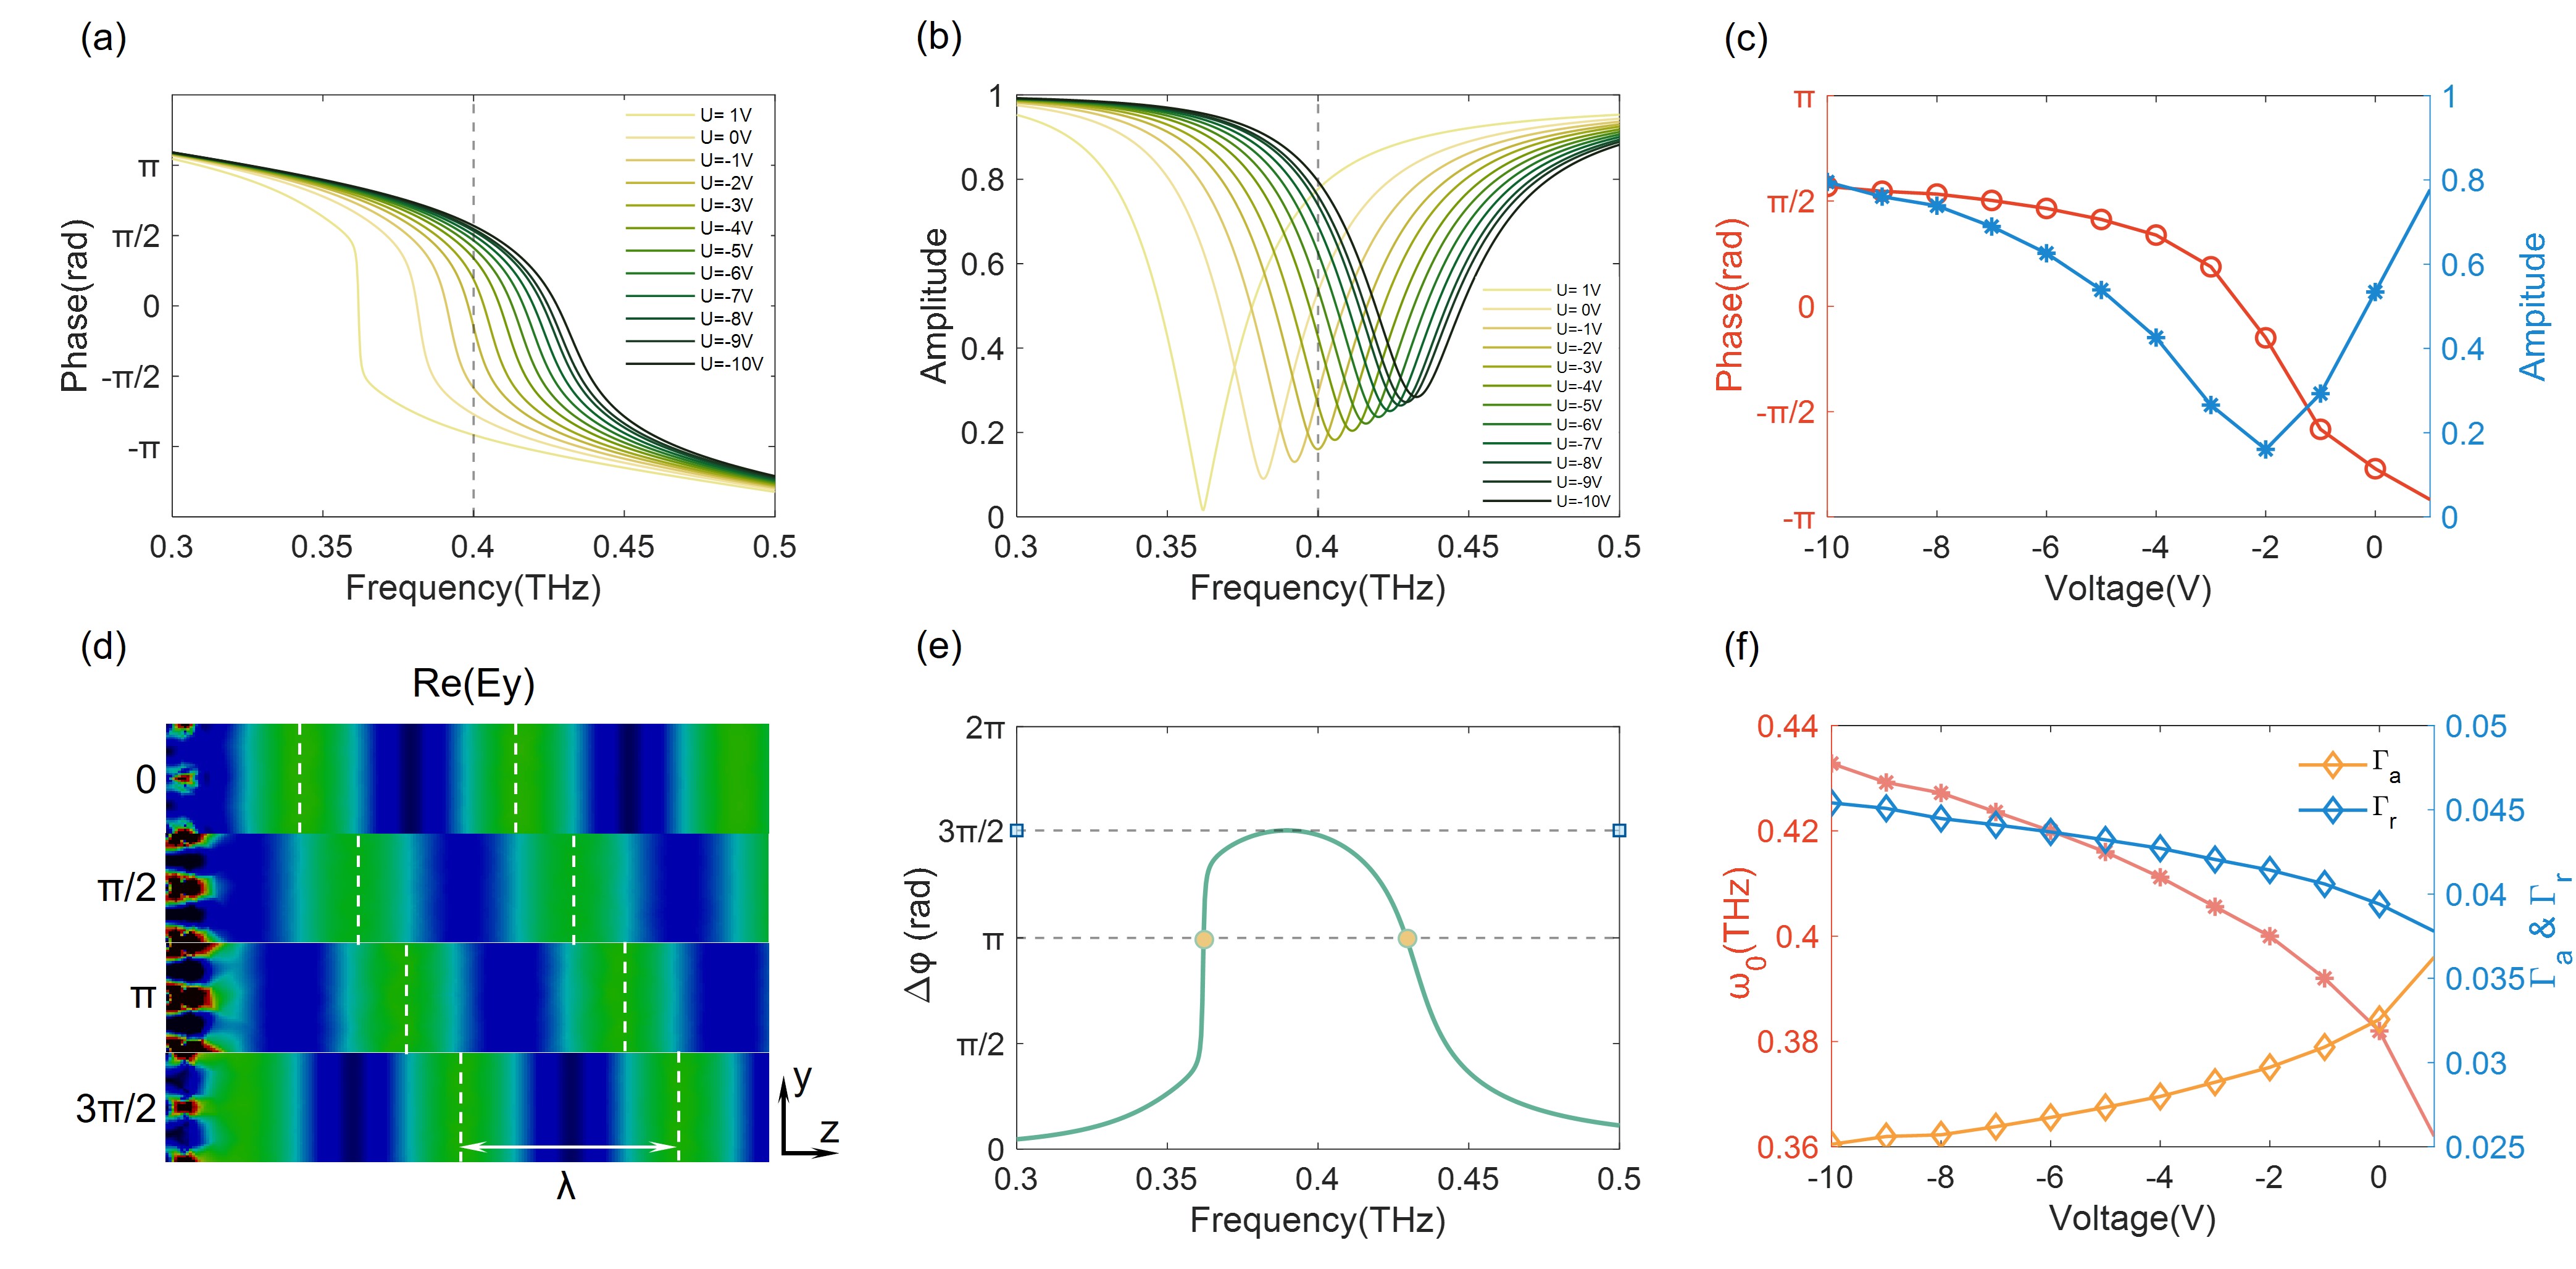 (a)
Phase(rad)
π
π/2
0
-π/2
-π
U= 1V
U= 0V
U=-1V
U=-2V
U=-3V
U=-4V
U=-5V
U=-6V
U=-7V
U=-8V
U=-9V
U=-10V
0.3 0.35 0.4 0.45 0.5
Frequency(THz)
(b)
Amplitude
1
0.8
0.6
0.4
0.2
0
U= 1V
U= 0V
U=-1V
U=-2V
U=-3V
U=-4V
U=-5V
U=-6V
U=-7V
U=-8V
U=-9V
U=-10V
0.3 0.35 0.4 0.45 0.5
Frequency(THz)
(c)
Phase(rad)
π
π/2
0
-π/2
-π
1
0.8
0.6
0.4
0.2
0
Amplitude
-10 -8 -6 -4 -2 0
Voltage(V)
(d)
Re(Ey)
0
π/2
π
3π/2
y
z
λ
(e)
Δφ (rad)
2π
3π/2
π
π/2
0
0.3 0.35 0.4 0.45 0.5
Frequency(THz)
(f)
ω0(THz)
0.44
0.42
0.4
0.38
0.36
Γa
Γr
0.05
0.045
0.04
0.035
0.03
0.025
Γa & Γr
-10 -8 -6 -4 -2 0
Voltage(V)